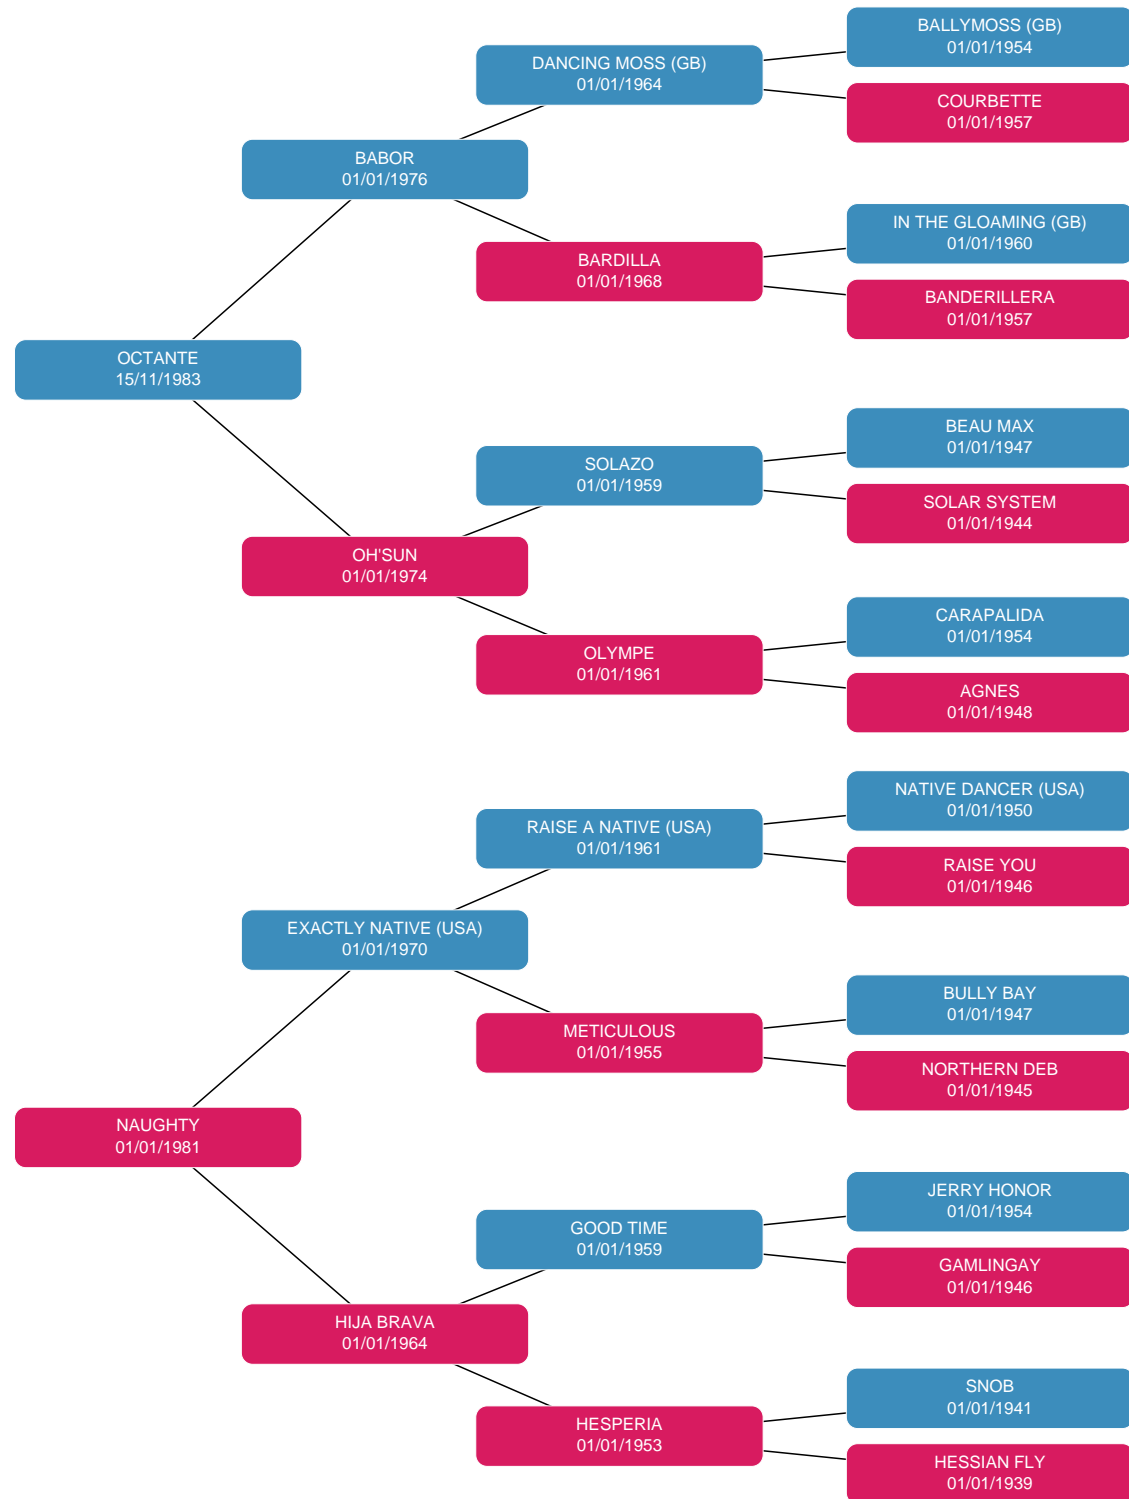 BALLYMOSS (GB)
01/01/1954
DANCING MOSS (GB)
01/01/1964
COURBETTE
01/01/1957
BABOR
01/01/1976
IN THE GLOAMING (GB)
01/01/1960
BARDILLA
01/01/1968
BANDERILLERA
01/01/1957
OCTANTE
15/11/1983
BEAU MAX
01/01/1947
SOLAZO
01/01/1959
SOLAR SYSTEM
01/01/1944
OH'SUN
01/01/1974
CARAPALIDA
01/01/1954
OLYMPE
01/01/1961
AGNES
01/01/1948
NATIVE DANCER (USA)
01/01/1950
RAISE A NATIVE (USA)
01/01/1961
RAISE YOU
01/01/1946
EXACTLY NATIVE (USA)
01/01/1970
BULLY BAY
01/01/1947
METICULOUS
01/01/1955
NORTHERN DEB
01/01/1945
NAUGHTY
01/01/1981
JERRY HONOR
01/01/1954
GOOD TIME
01/01/1959
GAMLINGAY
01/01/1946
HIJA BRAVA
01/01/1964
SNOB
01/01/1941
HESPERIA
01/01/1953
HESSIAN FLY
01/01/1939